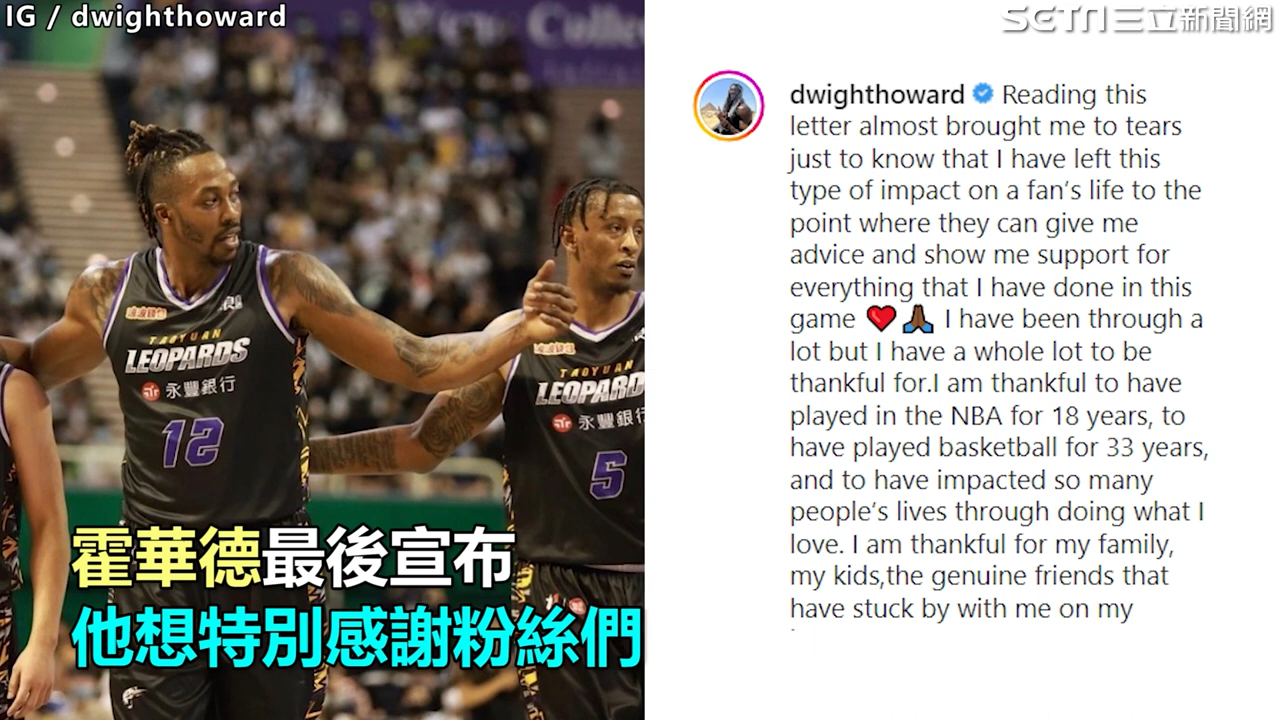 IG / dwighthoward
SETN三立新聞網
TAOYUAN
LEOPARDS
永豐銀行
12
TAOYUAN
LEOPARD
永豐銀行
5
霍華德最後宣布
他想特別感謝粉絲們
dwighthoward Reading this
letter almost brought me to tears
just to know that I have left this
type of impact on a fan's life to the
point where they can give me
advice and show me support for
everything that I have done in this
game ❤️🙏🏾 I have been through a
lot but I have a whole lot to be
thankful for.I am thankful to have
played in the NBA for 18 years, to
have played basketball for 33 years,
and to have impacted so many
people's lives through doing what I
love. I am thankful for my family,
my kids,the genuine friends that
have stuck by with me on my